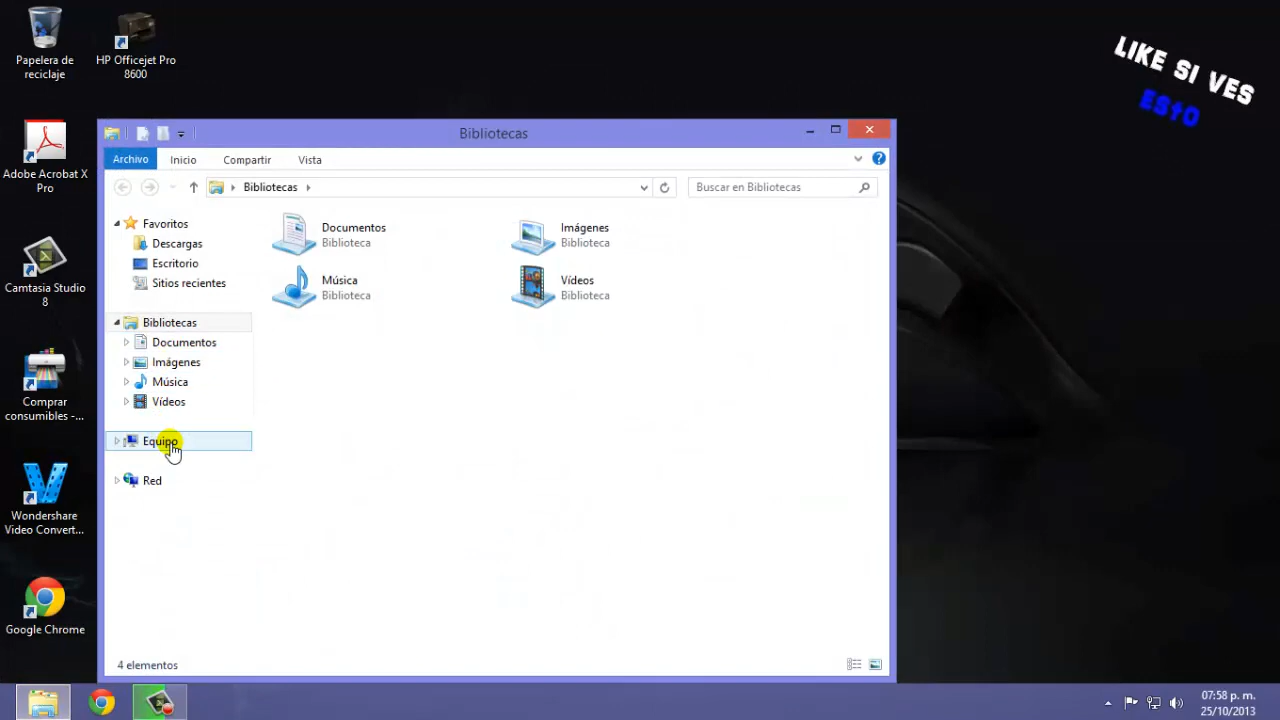 Papelera de
reciclaje
HP Officejet Pro
8600
LIKE SI VES
ESTO
Adobe Acrobat X
Pro
Camtasia Studio
8
Comprar
consumibles -...
Wondershare
Video Convert...
Google Chrome
Bibliotecas
Archivo Inicio Compartir Vista
Bibliotecas
Buscar en Bibliotecas
Favoritos
Descargas
Escritorio
Sitios recientes
Bibliotecas
Documentos
Imágenes
Música
Vídeos
Equipo
Red
Documentos
Biblioteca
Imágenes
Biblioteca
Música
Biblioteca
Vídeos
Biblioteca
4 elementos
07:58 p. m.
25/10/2013